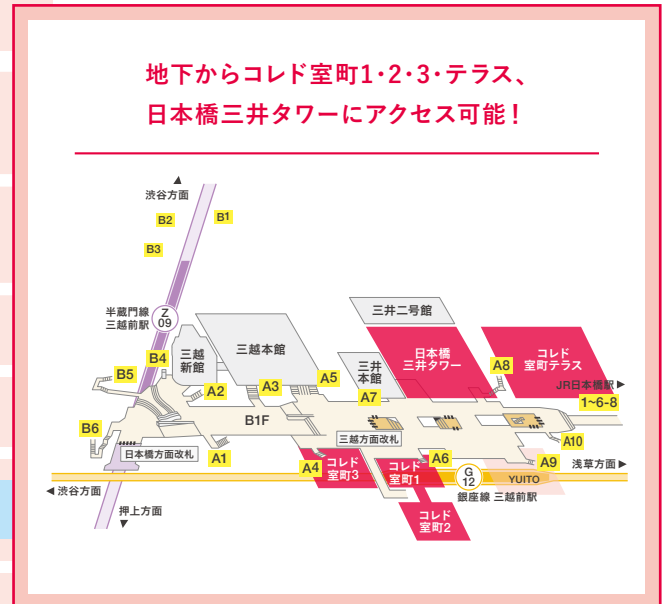 地下からコレド室町1・2・3・テラス、
日本橋三井タワーにアクセス可能！
▲
渋谷方面
B2
B1
B3
半蔵門線
三越前駅
Z
09
三井二号館
三越
新館
三越本館
三井
本館
日本橋
三井タワー
コレド
室町テラス
B4
B5
A2
A3
A5
A7
A8
JR日本橋駅▶
1~6-8
B6
B1F
三越方面改札
日本橋方面改札
A1
A4
A6
A10
A9
コレド
室町3
コレド
室町1
G
12
YUITO
浅草方面▶
◀渋谷方面
銀座線 三越前駅
押上方面
▼
コレド
室町2